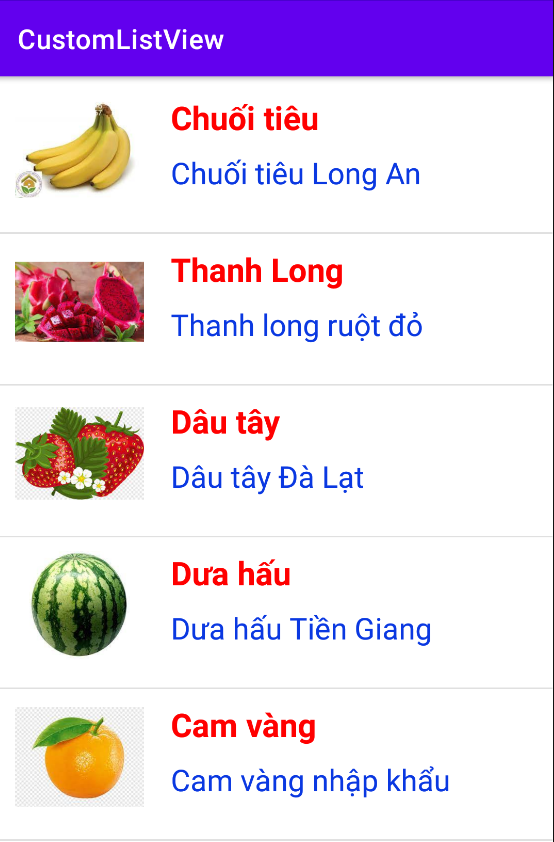 CustomListView
Chuối tiêu
Chuối tiêu Long An
Thanh Long
Thanh long ruột đỏ
Dâu tây
Dâu tây Đà Lạt
Dưa hấu
Dưa hấu Tiền Giang
Cam vàng
Cam vàng nhập khẩu